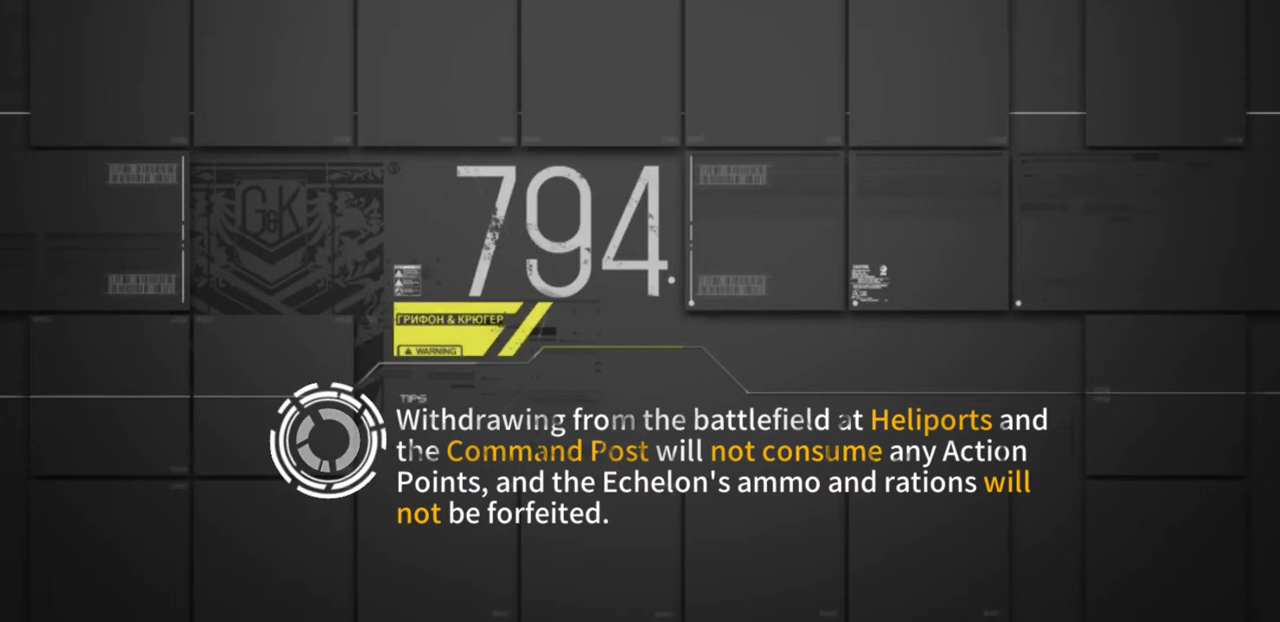 G&K
794.
ГРИФОН & КРЮГЕР
WARNING
TIPS
Withdrawing from the battlefield at Heliports and
the Command Post will not consume any Action
Points, and the Echelon's ammo and rations will
not be forfeited.